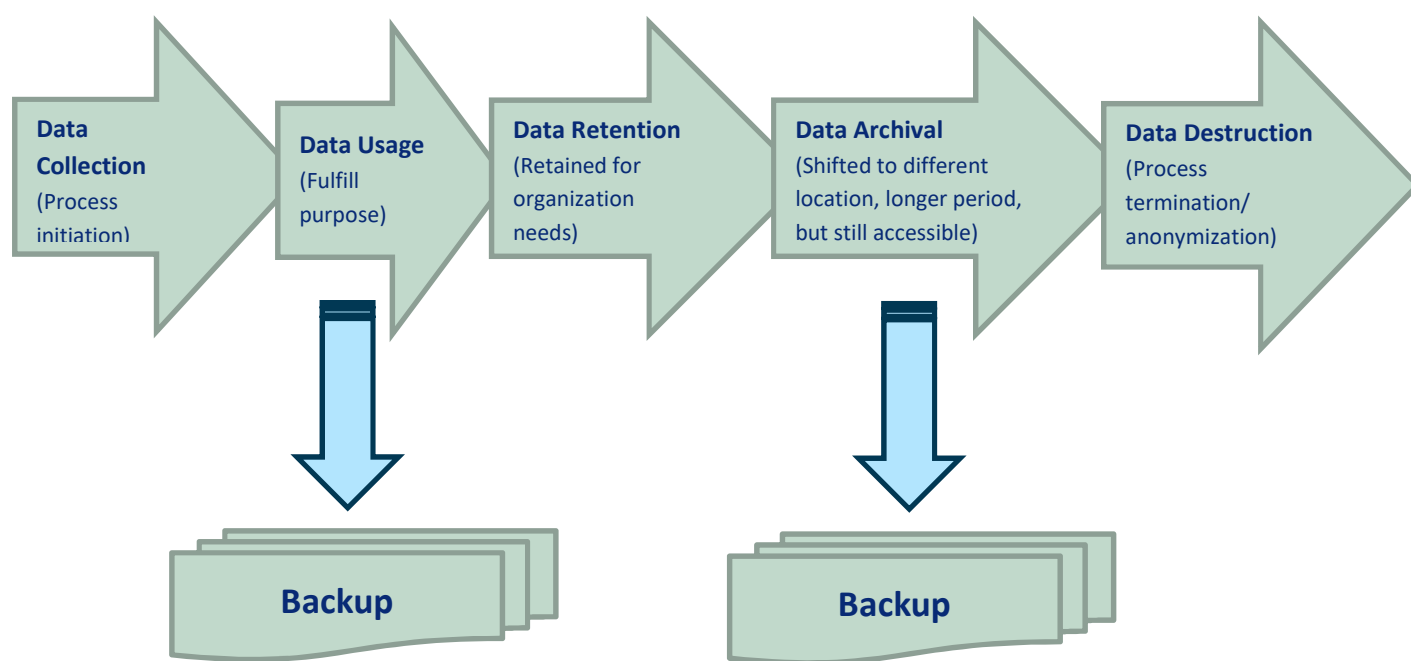 Data
Collection
(Process
initiation)
Data Usage
(Fulfill
purpose)
Data Retention
(Retained for
organization
needs)
Data Archival
(Shifted to different
location, longer period,
but still accessible)
Data Destruction
(Process
termination/
anonymization)
Backup
Backup